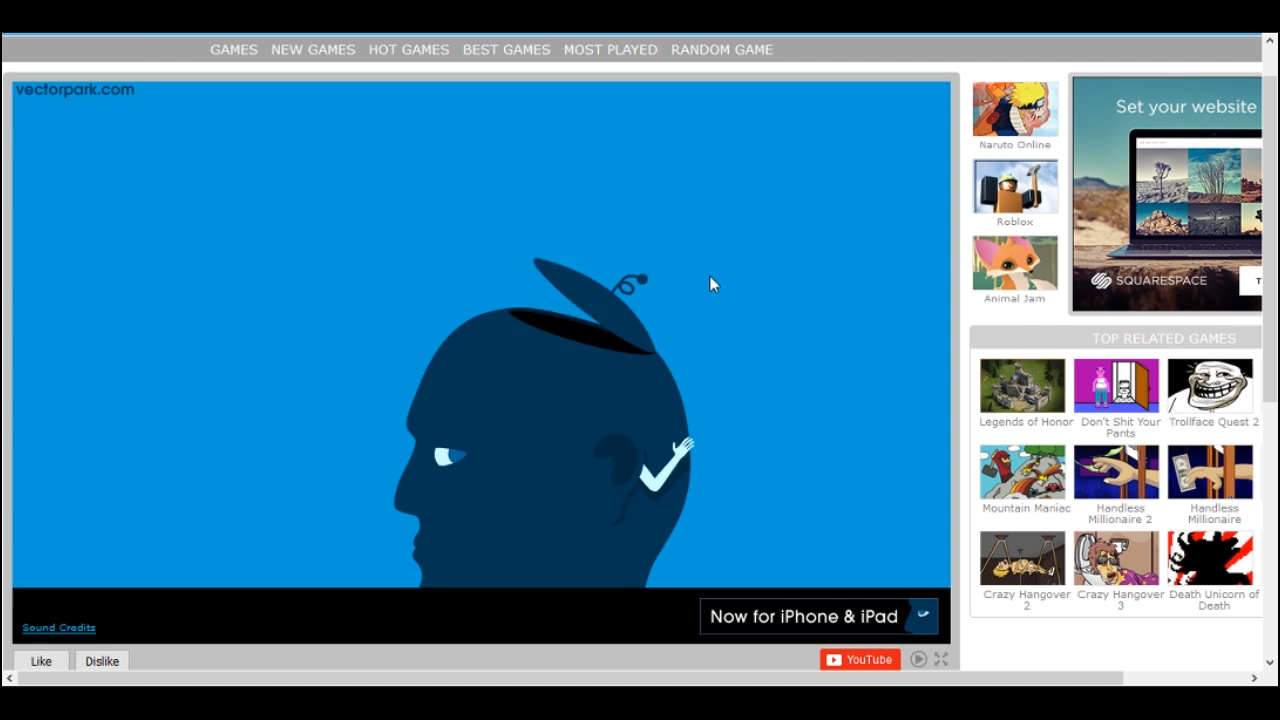 GAMES NEW GAMES HOT GAMES BEST GAMES MOST PLAYED RANDOM GAME
vectorpark.com
Naruto Online
Roblox
Animal Jam
Set your website
SQUARESPACE
T
TOP RELATED GAMES
Legends of Honor
Don't Shit Your
Pants
Trollface Quest 2
Mountain Maniac
Handless
Millionaire 2
Handless
Millionaire
Crazy Hangover
2
Crazy Hangover
3
Death Unicorn of
Death
Now for iPhone & iPad
Sound Credits
Like
Dislike
YouTube